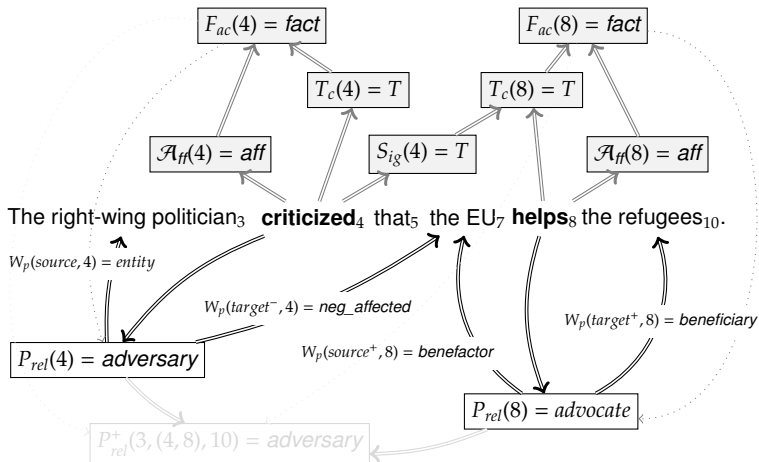 F_ac(4) = fact F_ac(8) = fact
T_c(4) = T T_c(8) = T
𝒜_ff(4) = aff S_ig(4) = T 𝒜_ff(8) = aff
The right-wing politician₃ criticized₄ that₅ the EU₇ helps₈ the refugees₁₀.
W_p(source, 4) = entity
W_p(target⁻, 4) = neg_affected
W_p(target⁺, 8) = beneficiary
W_p(source⁺, 8) = benefactor
P_rel(4) = adversary
P_rel(8) = advocate
P⁺_rel(3, (4, 8), 10) = adversary